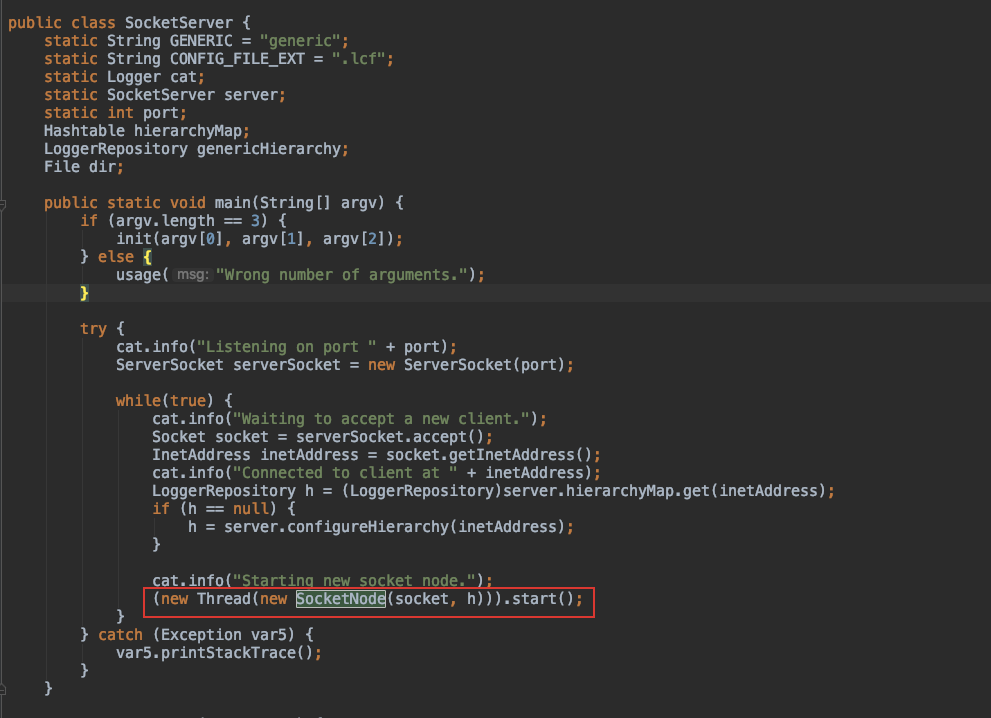 public class SocketServer {
    static String GENERIC = "generic";
    static String CONFIG_FILE_EXT = ".lcf";
    static Logger cat;
    static SocketServer server;
    static int port;
    Hashtable hierarchyMap;
    LoggerRepository genericHierarchy;
    File dir;

    public static void main(String[] argv) {
        if (argv.length == 3) {
            init(argv[0], argv[1], argv[2]);
        } else {
            usage( msg: "Wrong number of arguments.");
        }

        try {
            cat.info("Listening on port " + port);
            ServerSocket serverSocket = new ServerSocket(port);

            while(true) {
                cat.info("Waiting to accept a new client.");
                Socket socket = serverSocket.accept();
                InetAddress inetAddress = socket.getInetAddress();
                cat.info("Connected to client at " + inetAddress);
                LoggerRepository h = (LoggerRepository)server.hierarchyMap.get(inetAddress);
                if (h == null) {
                    h = server.configureHierarchy(inetAddress);
                }

                cat.info("Starting new socket node.");
                (new Thread(new SocketNode(socket, h))).start();
            }
        } catch (Exception var5) {
            var5.printStackTrace();
        }
    }